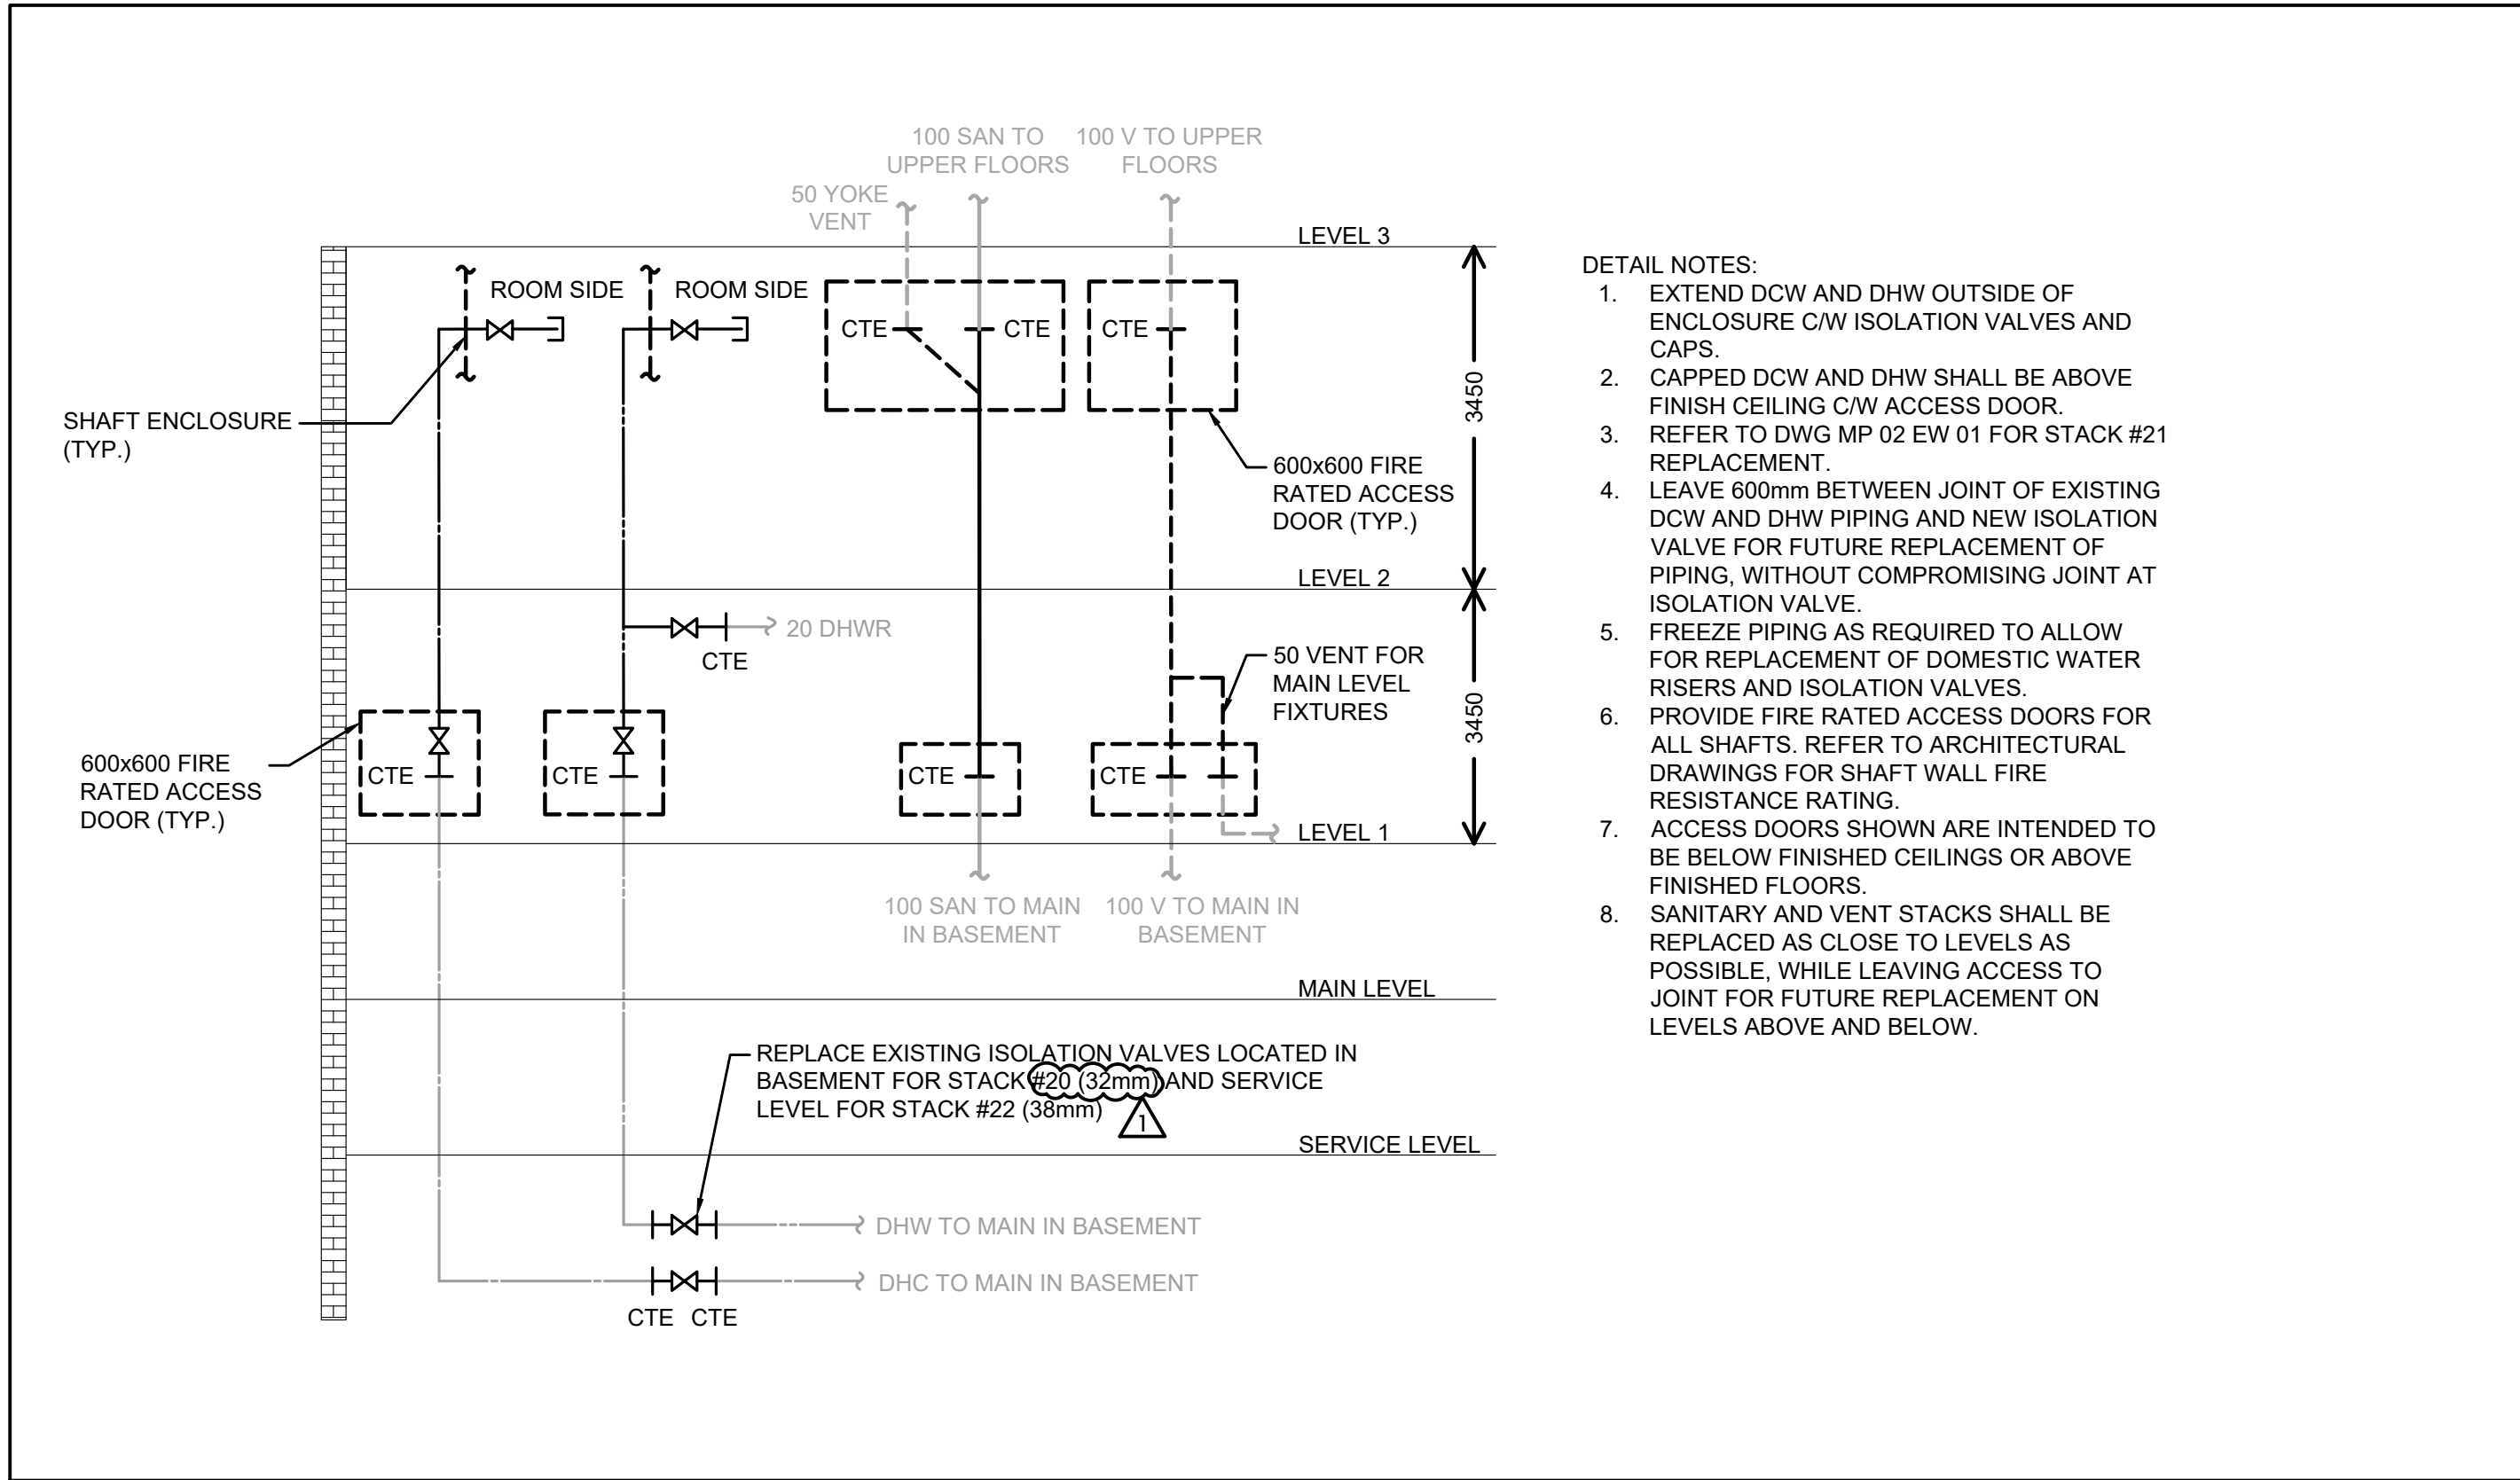 100 SAN TO
UPPER FLOORS
100 V TO UPPER
FLOORS
50 YOKE
VENT
LEVEL 3
ROOM SIDE
ROOM SIDE
CTE
CTE
CTE
SHAFT ENCLOSURE
(TYP.)
3450
600x600 FIRE
RATED ACCESS
DOOR (TYP.)
LEVEL 2
20 DHWR
CTE
50 VENT FOR
MAIN LEVEL
FIXTURES
3450
600x600 FIRE
RATED ACCESS
DOOR (TYP.)
CTE
CTE
CTE
CTE
LEVEL 1
100 SAN TO MAIN
IN BASEMENT
100 V TO MAIN IN
BASEMENT
MAIN LEVEL
REPLACE EXISTING ISOLATION VALVES LOCATED IN
BASEMENT FOR STACK #20 (32mm) AND SERVICE
LEVEL FOR STACK #22 (38mm)
1
SERVICE LEVEL
DHW TO MAIN IN BASEMENT
DHC TO MAIN IN BASEMENT
CTE CTE
DETAIL NOTES:
1. EXTEND DCW AND DHW OUTSIDE OF
ENCLOSURE C/W ISOLATION VALVES AND
CAPS.
2. CAPPED DCW AND DHW SHALL BE ABOVE
FINISH CEILING C/W ACCESS DOOR.
3. REFER TO DWG MP 02 EW 01 FOR STACK #21
REPLACEMENT.
4. LEAVE 600mm BETWEEN JOINT OF EXISTING
DCW AND DHW PIPING AND NEW ISOLATION
VALVE FOR FUTURE REPLACEMENT OF
PIPING, WITHOUT COMPROMISING JOINT AT
ISOLATION VALVE.
5. FREEZE PIPING AS REQUIRED TO ALLOW
FOR REPLACEMENT OF DOMESTIC WATER
RISERS AND ISOLATION VALVES.
6. PROVIDE FIRE RATED ACCESS DOORS FOR
ALL SHAFTS. REFER TO ARCHITECTURAL
DRAWINGS FOR SHAFT WALL FIRE
RESISTANCE RATING.
7. ACCESS DOORS SHOWN ARE INTENDED TO
BE BELOW FINISHED CEILINGS OR ABOVE
FINISHED FLOORS.
8. SANITARY AND VENT STACKS SHALL BE
REPLACED AS CLOSE TO LEVELS AS
POSSIBLE, WHILE LEAVING ACCESS TO
JOINT FOR FUTURE REPLACEMENT ON
LEVELS ABOVE AND BELOW.